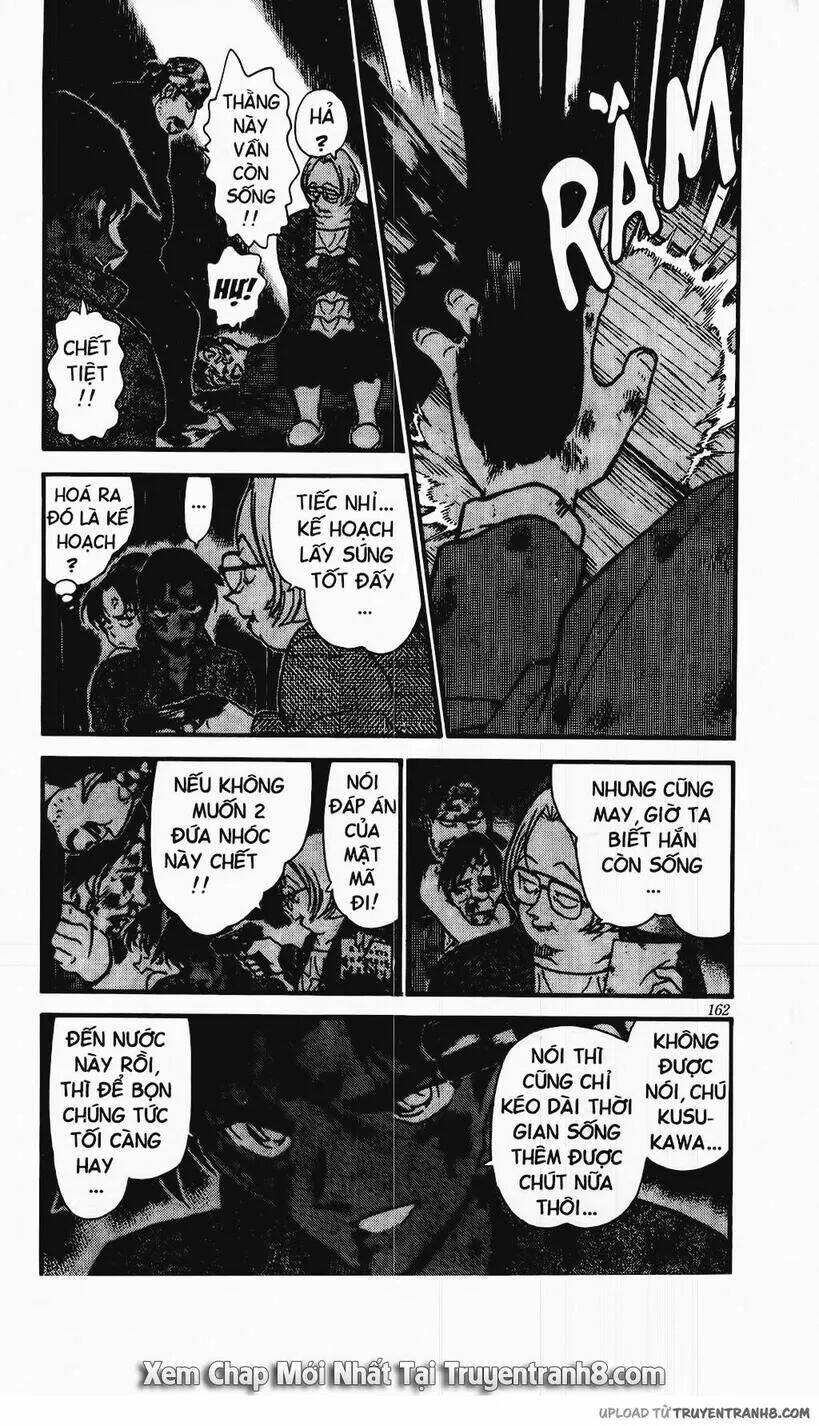 RẦM
HẢ
?
THẰNG
NÀY
VẪN
CÒN
SỐNG
!!
HỰ!
CHẾT
TIỆT
!!
TIẾC NHỈ...
KẾ HOẠCH
LẤY SÚNG
TỐT ĐẤY
...
...
HOÁ RA
ĐÓ LÀ KẾ
HOẠCH
?
NHƯNG CŨNG
MAY, GIỜ TA
BIẾT HẮN
CÒN SỐNG
...
NÓI
ĐÁP ÁN
CỦA
MẬT
MÃ
ĐI!
NẾU KHÔNG
MUỐN 2
ĐỨA NHÓC
NÀY CHẾT
!!
162
KHÔNG
ĐƯỢC
NÓI, CHÚ
KUSU-
KAWA...
NÓI THÌ
CŨNG CHỈ
KÉO DÀI THỜI
GIAN SỐNG
THÊM ĐƯỢC
CHÚT NỮA
THÔI...
ĐẾN NƯỚC
NÀY RỒI,
THÌ ĐỂ BỌN
CHÚNG TỨC
TỐI CÀNG
HAY
...
Xem Chap Mới Nhất Tại Truyentranh8.com
UPLOAD TỪ TRUYENTRANH8.COM